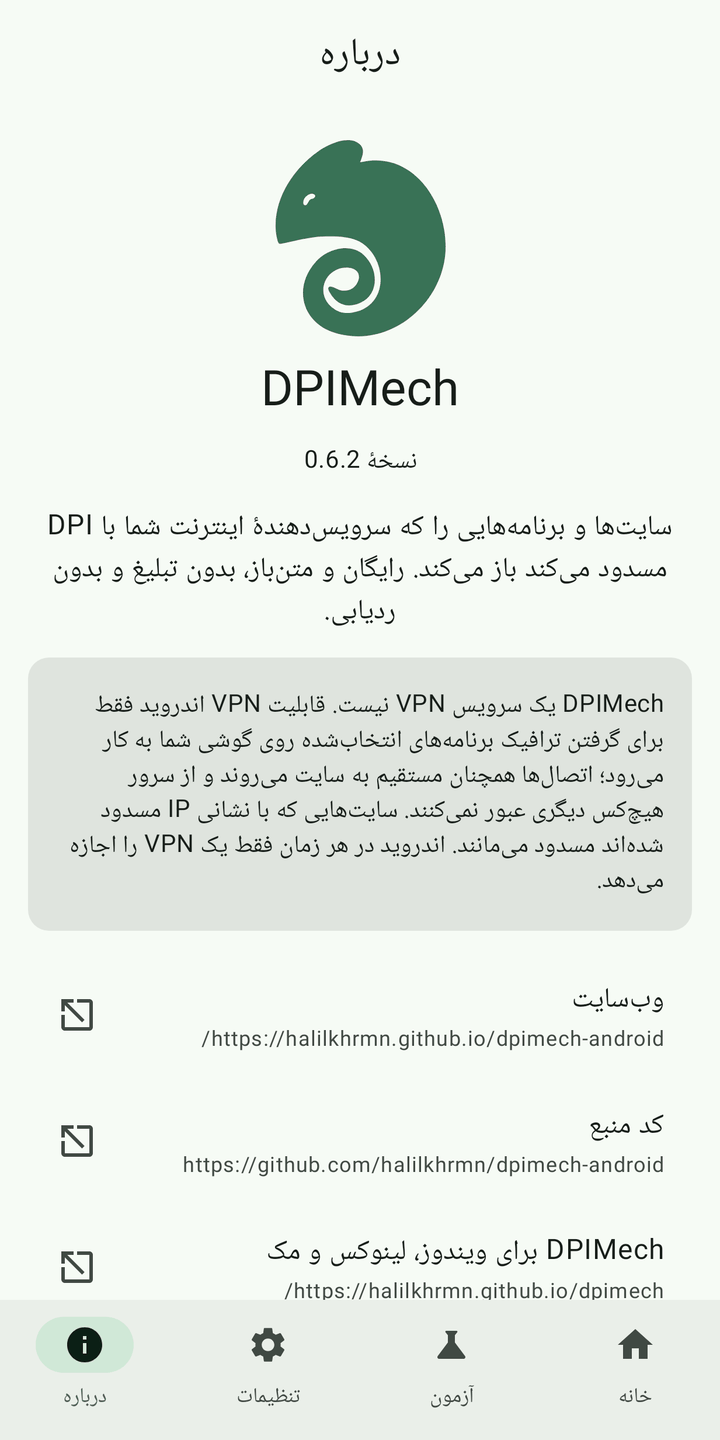 درباره
DPIMech
نسخهٔ 0.6.2
سایت‌ها و برنامه‌هایی را که سرویس‌دهندهٔ اینترنت شما با DPI
مسدود می‌کند باز می‌کند. رایگان و متن‌باز، بدون تبلیغ و بدون
ردیابی.
DPIMech یک سرویس VPN نیست. قابلیت VPN اندروید فقط
برای گرفتن ترافیک برنامه‌های انتخاب‌شده روی گوشی شما به کار
می‌رود؛ اتصال‌ها همچنان مستقیم به سایت می‌روند و از سرور
هیچ‌کس دیگری عبور نمی‌کنند. سایت‌هایی که با نشانی IP مسدود
شده‌اند مسدود می‌مانند. اندروید در هر زمان فقط یک VPN را اجازه
می‌دهد.
وب‌سایت
https://halilkhrmn.github.io/dpimech-android/
کد منبع
https://github.com/halilkhrmn/dpimech-android
DPIMech برای ویندوز، لینوکس و مک
https://halilkhrmn.github.io/dpimech/
خانه
آزمون
تنظیمات
درباره